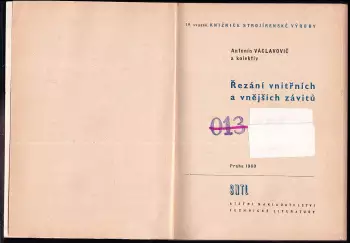 19. svazek KNIŽNICE STROJÍRENSKÉ VÝROBY
Antonín VÁCLAVOVIČ
a kolektiv
Řezání vnitřních
a vnějších závitů
013
Praha 1960
SNTL
STÁTNÍ NAKLADATELSTVÍ
TECHNICKÉ LITERATURY